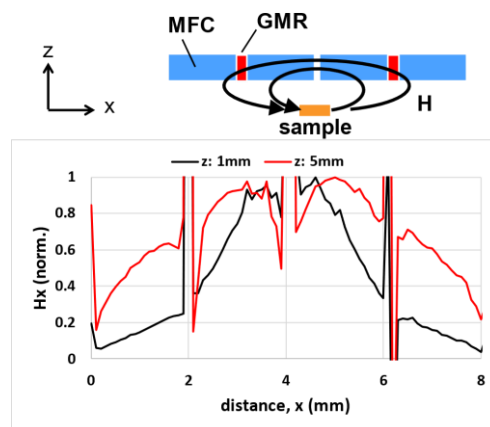 MFC
GMR
z
x
H
sample
z: 1mm
z: 5mm
1
0.8
0.6
0.4
0.2
0
Hx (norm.)
0 2 4 6 8
distance, x (mm)